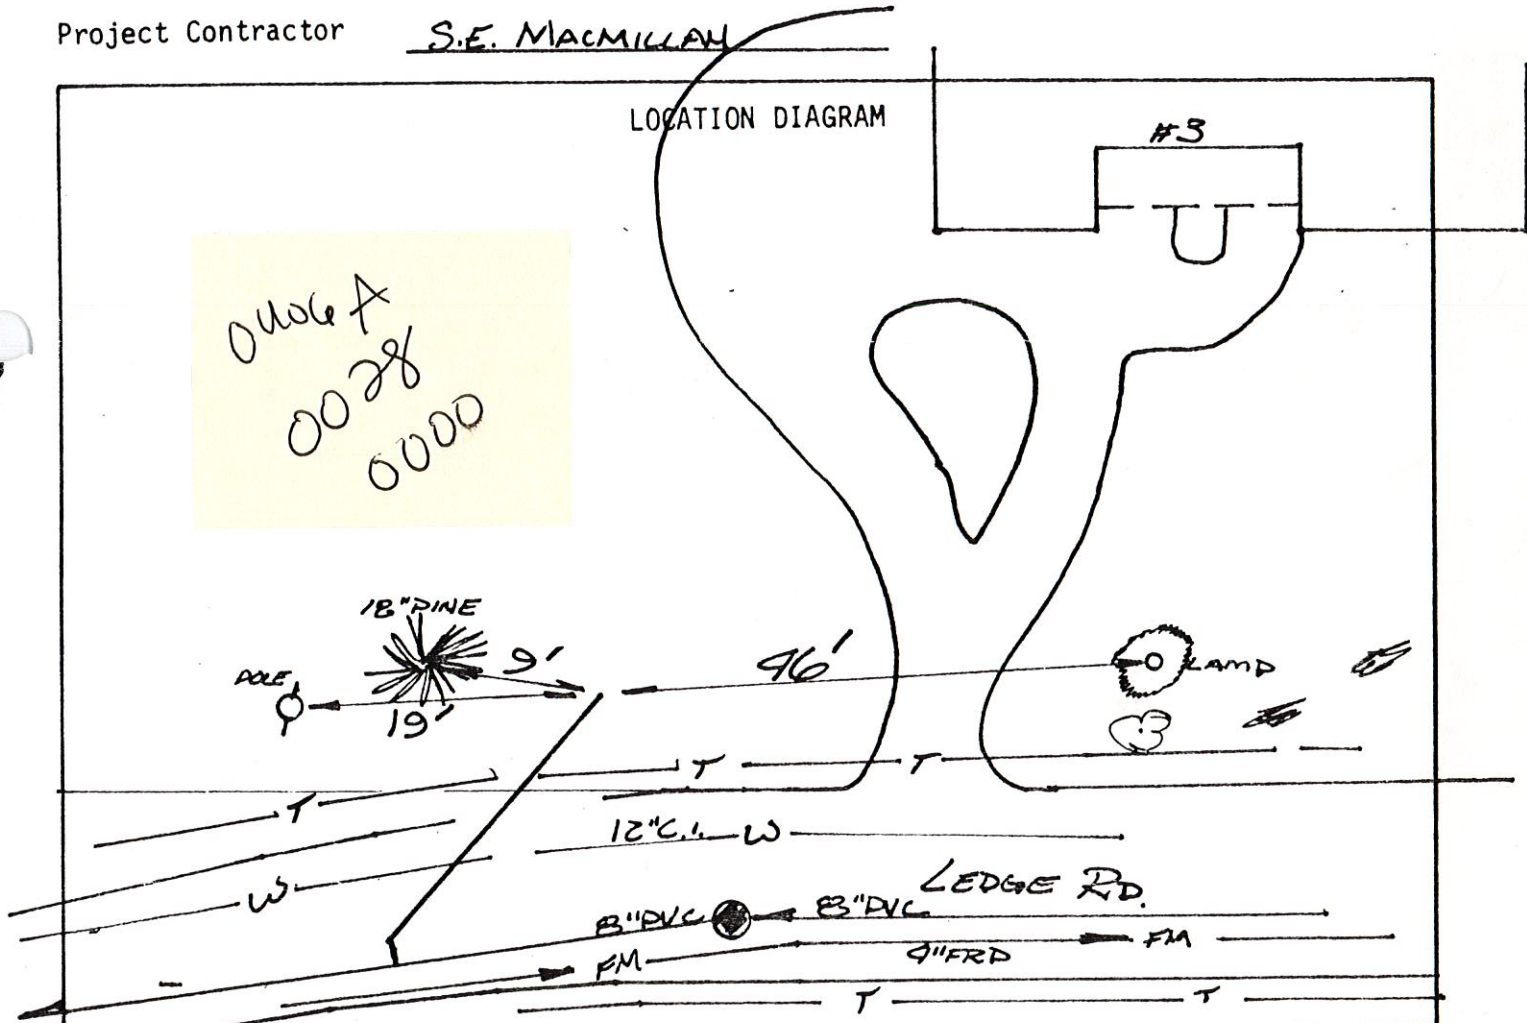 Project Contractor S.E. MACMILLAN
LOCATION DIAGRAM
#3
0406A
0028
0000
18" PINE
9'
96'
LAMP
POLE
19'
T T
T
12" C.I. W
W
LEDGE RD.
8" PVC 8" PVC
FM
4" FRD
FM
T T